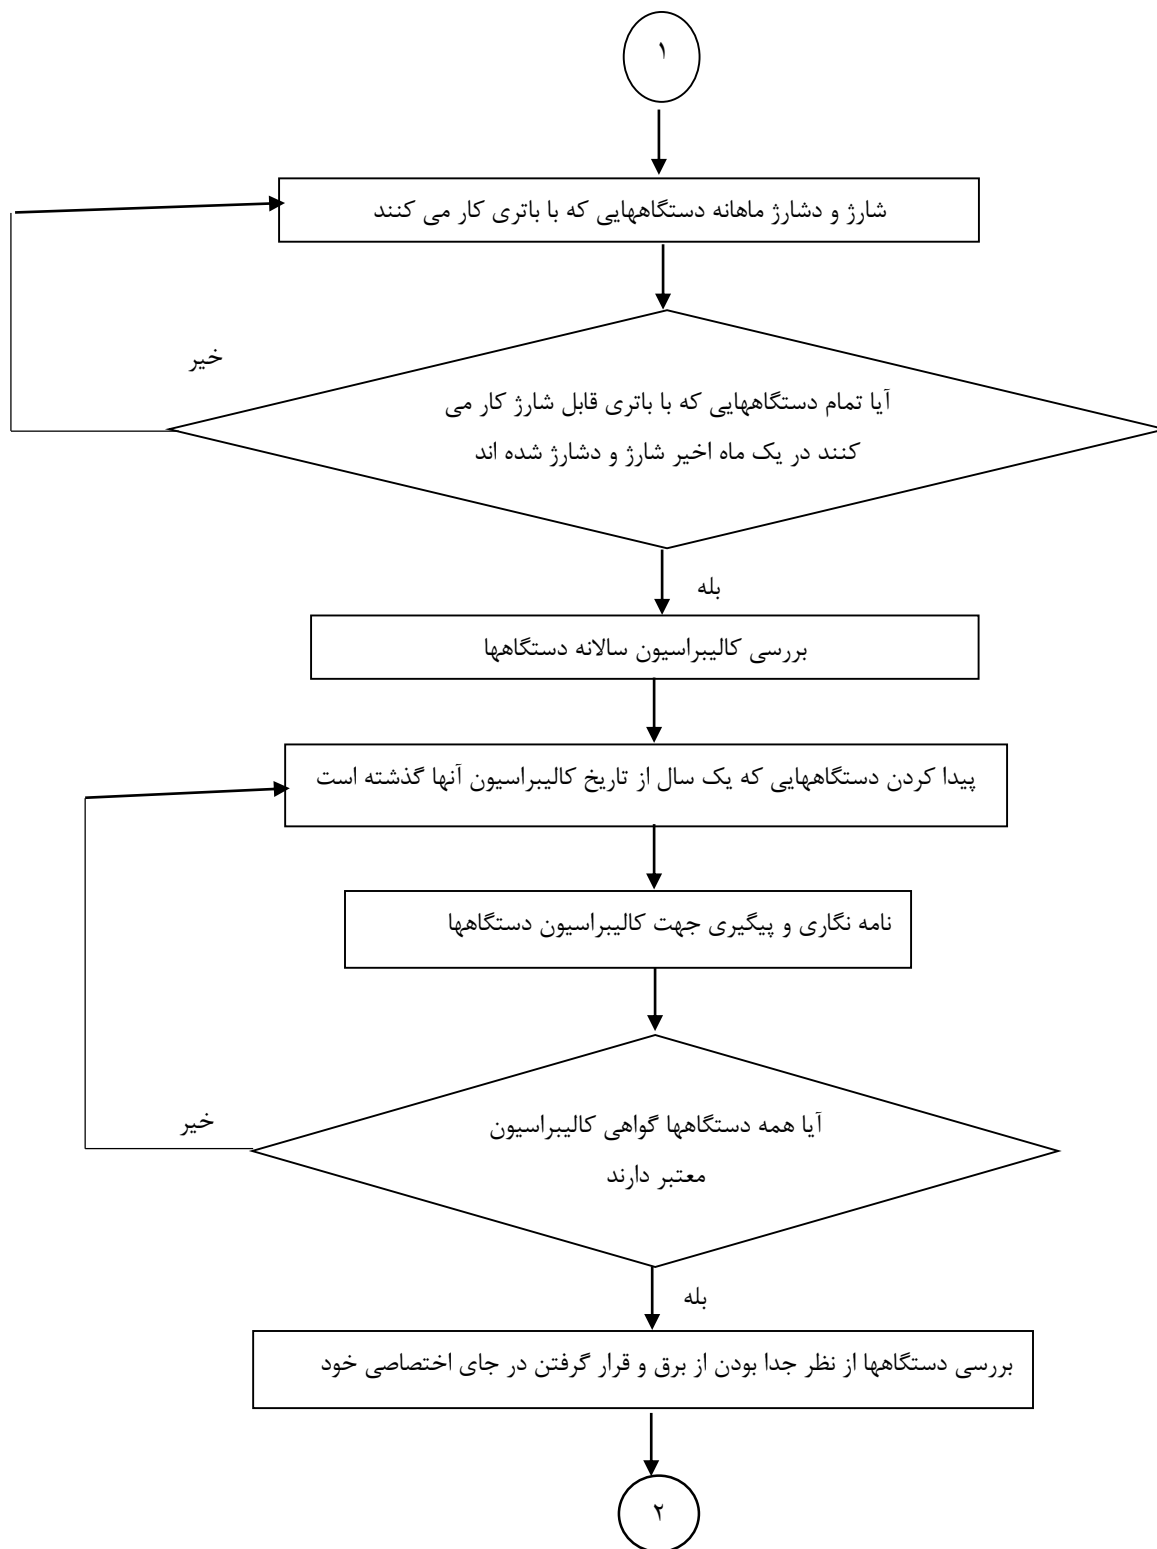 ۱
شارژ و دشارژ ماهانه دستگاههایی که با باتری کار می کنند
خیر
آیا تمام دستگاههایی که با باتری قابل شارژ کار می
کنند در یک ماه اخیر شارژ و دشارژ شده اند
بله
بررسی کالیبراسیون سالانه دستگاهها
پیدا کردن دستگاههایی که یک سال از تاریخ کالیبراسیون آنها گذشته است
نامه نگاری و پیگیری جهت کالیبراسیون دستگاهها
خیر
آیا همه دستگاهها گواهی کالیبراسیون
معتبر دارند
بله
بررسی دستگاهها از نظر جدا بودن از برق و قرار گرفتن در جای اختصاصی خود
۲